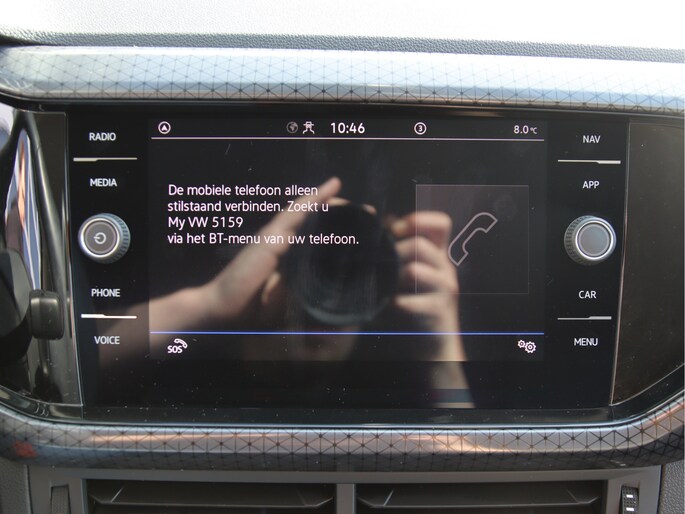 RADIO
MEDIA
PHONE
VOICE
10:46
3
8.0 °C
De mobiele telefoon alleen
stilstaand verbinden. Zoekt u
My VW 5159
via het BT-menu van uw telefoon.
SOS
NAV
APP
CAR
MENU